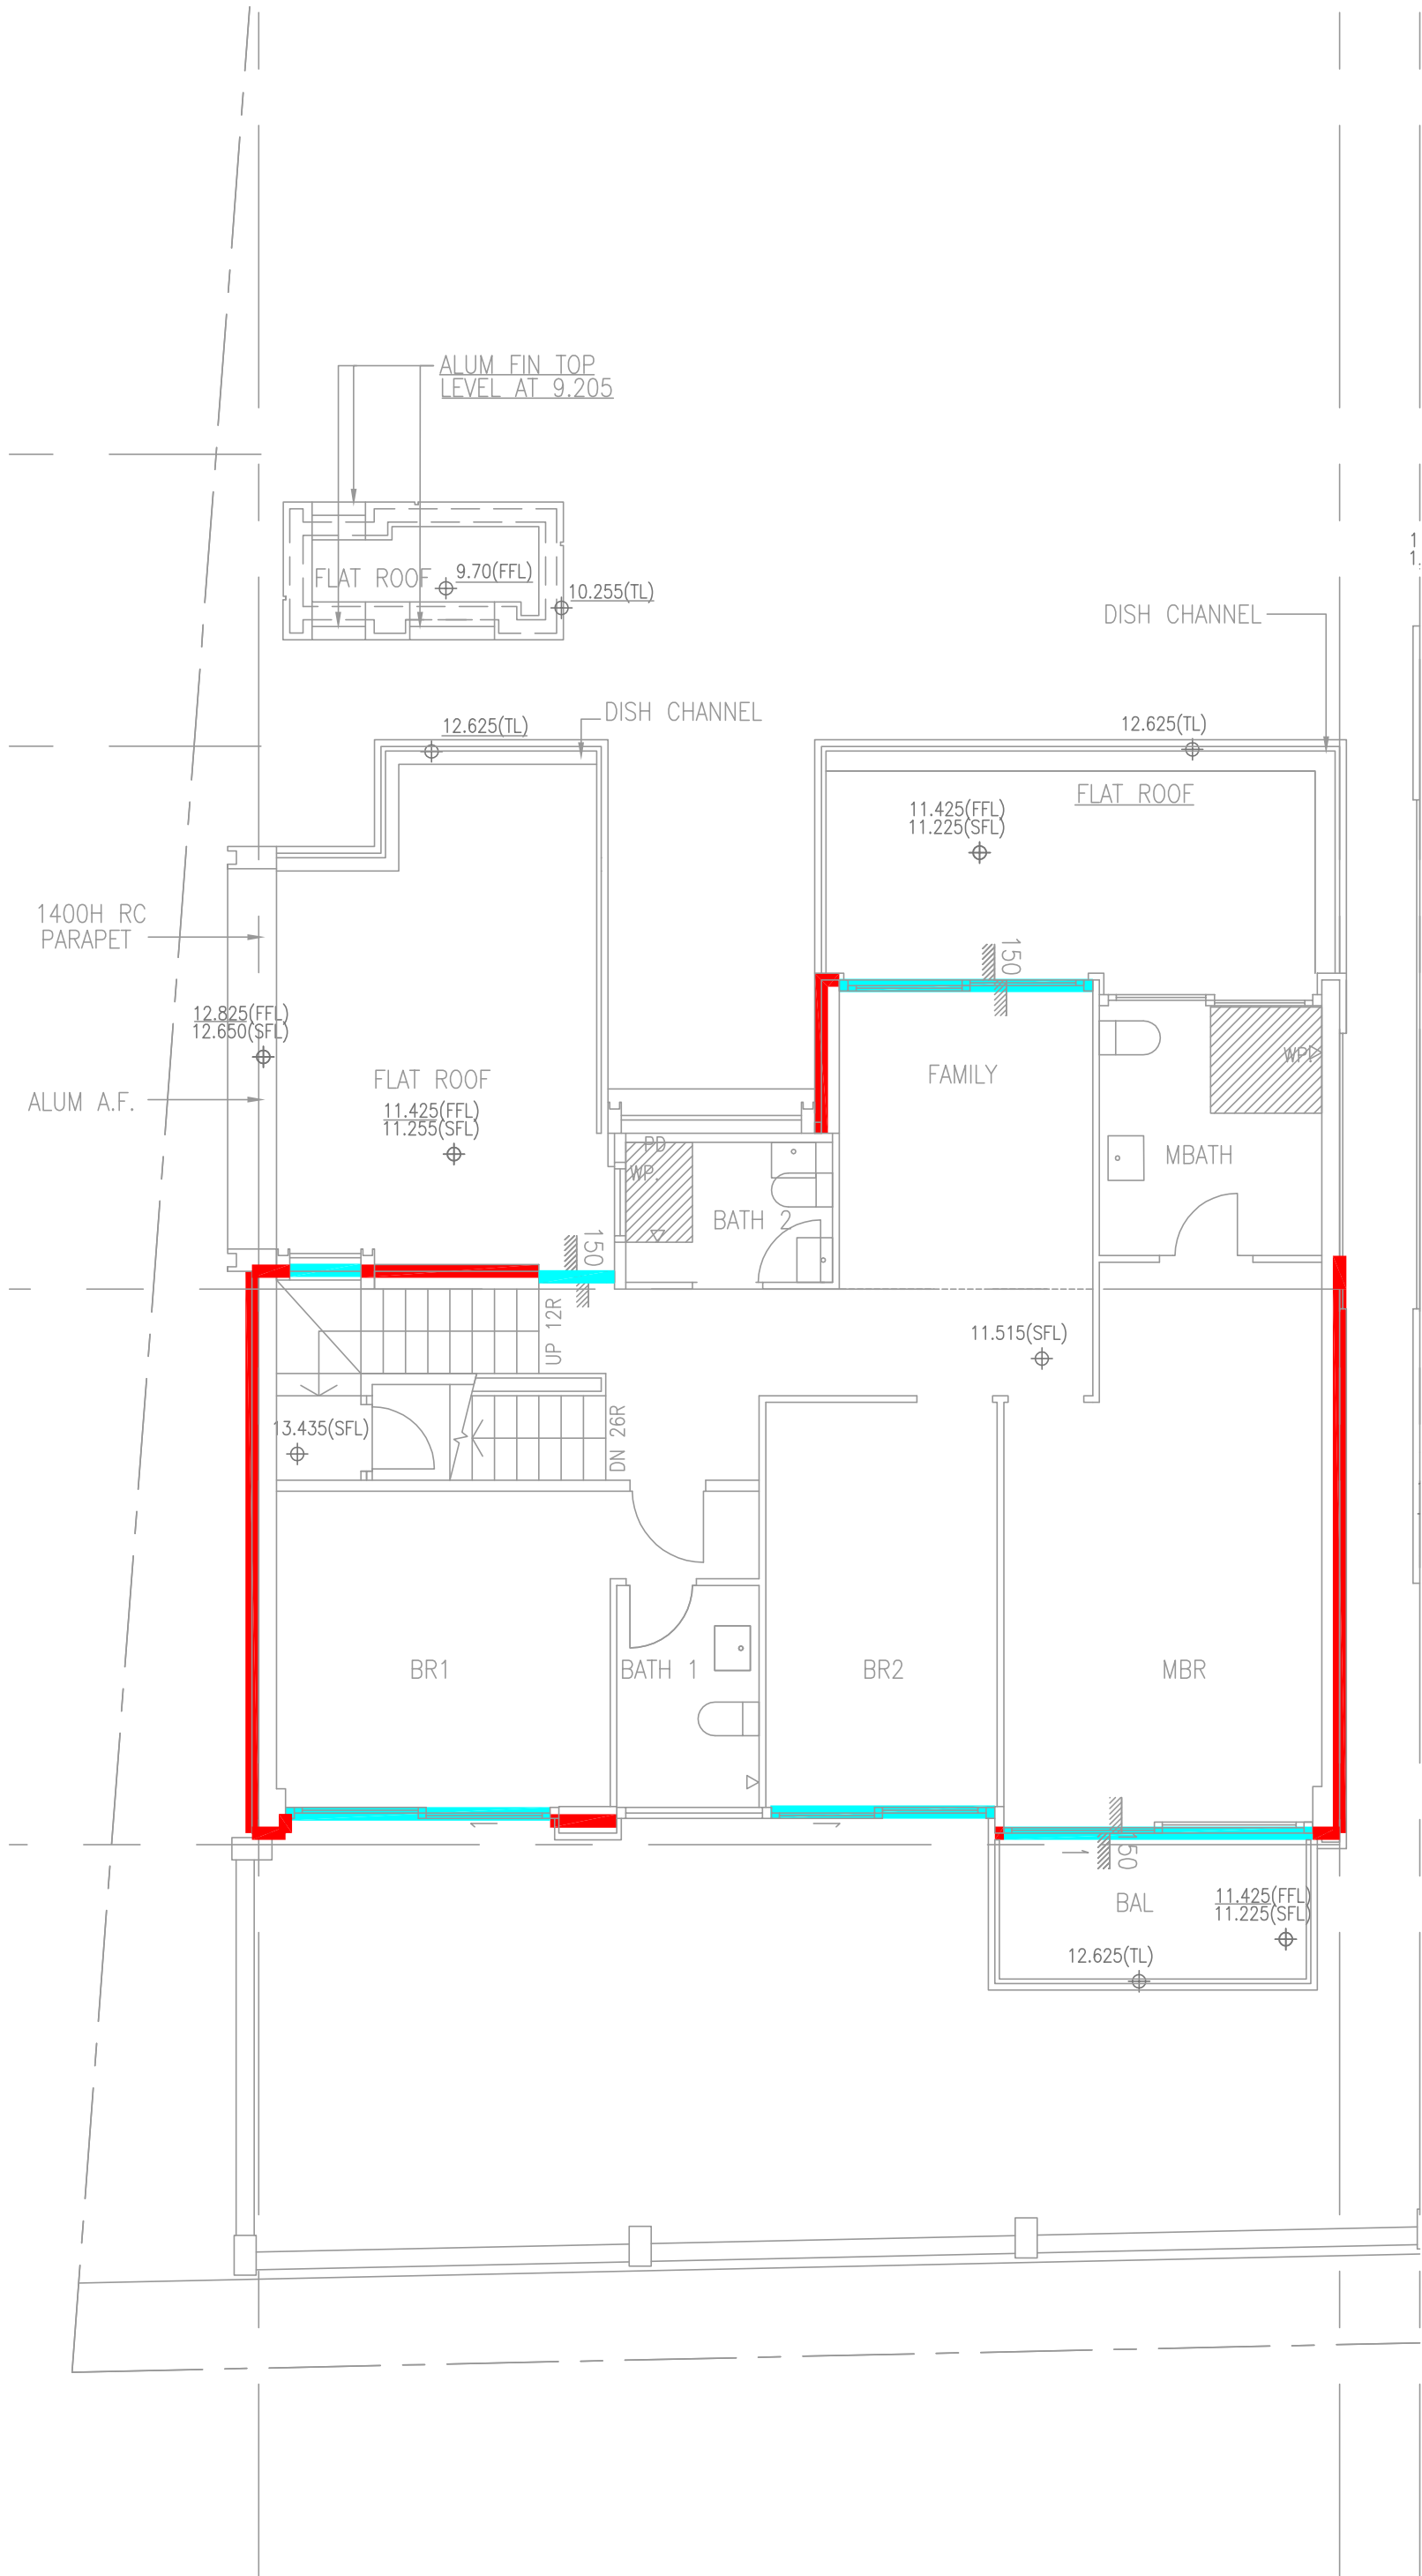 ALUM FIN TOP
LEVEL AT 9.205
FLAT ROOF
9.70(FFL)
10.255(TL)
DISH CHANNEL
DISH CHANNEL
12.625(TL)
12.625(TL)
FLAT ROOF
11.425(FFL)
11.225(SFL)
1400H RC
PARAPET
150
12.825(FFL)
12.650(SFL)
ALUM A.F.
FLAT ROOF
11.425(FFL)
11.255(SFL)
FAMILY
WP.
PD
WP.
MBATH
BATH 2
150
UP 12R
11.515(SFL)
13.435(SFL)
DN 26R
BR1
BATH 1
BR2
MBR
150
BAL
11.425(FFL)
11.225(SFL)
12.625(TL)